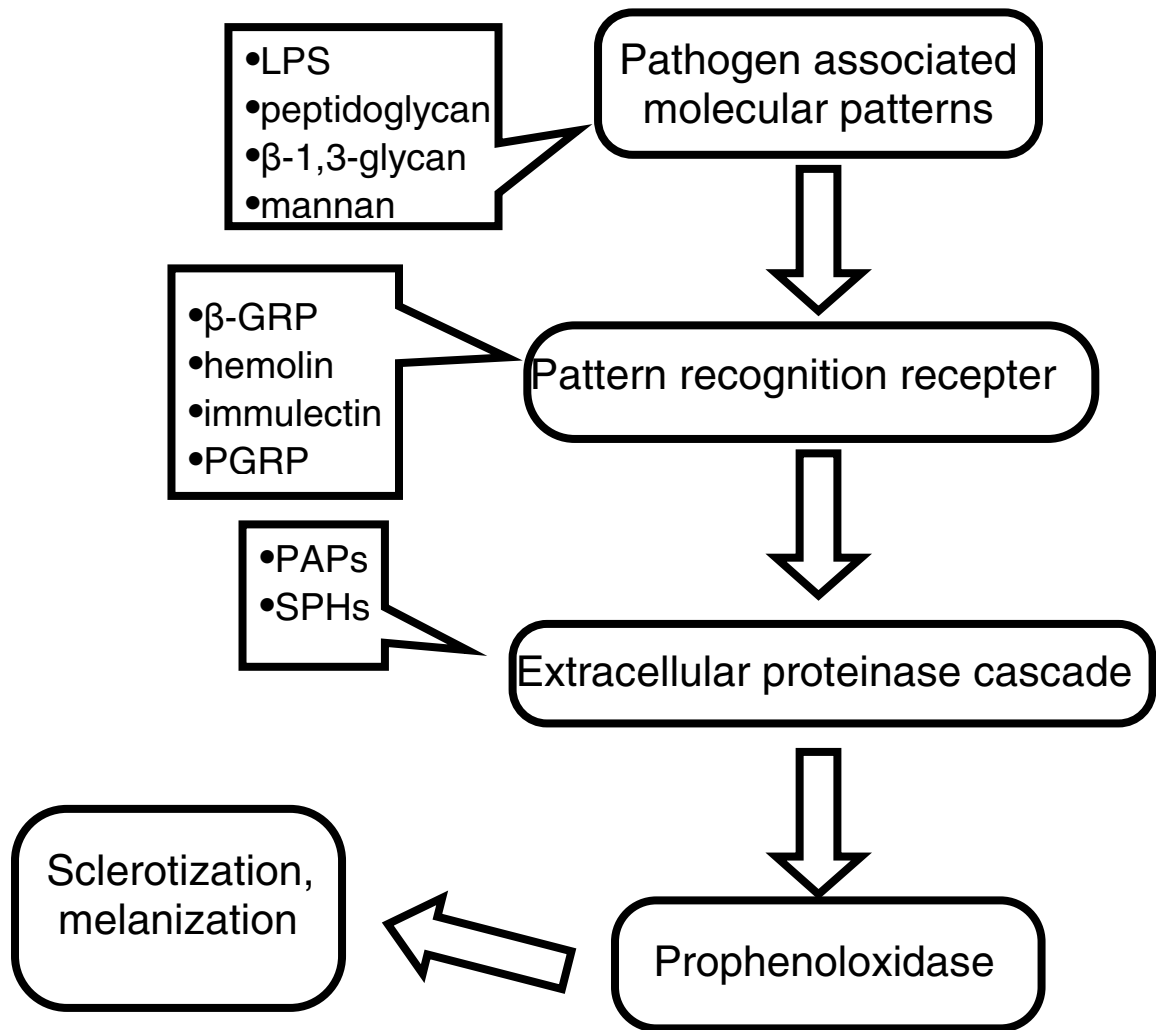 •LPS
•peptidoglycan
•β-1,3-glycan
•mannan
Pathogen associated
molecular patterns
•β-GRP
•hemolin
•immulectin
•PGRP
Pattern recognition recepter
•PAPs
•SPHs
Extracellular proteinase cascade
Sclerotization,
melanization
Prophenoloxidase